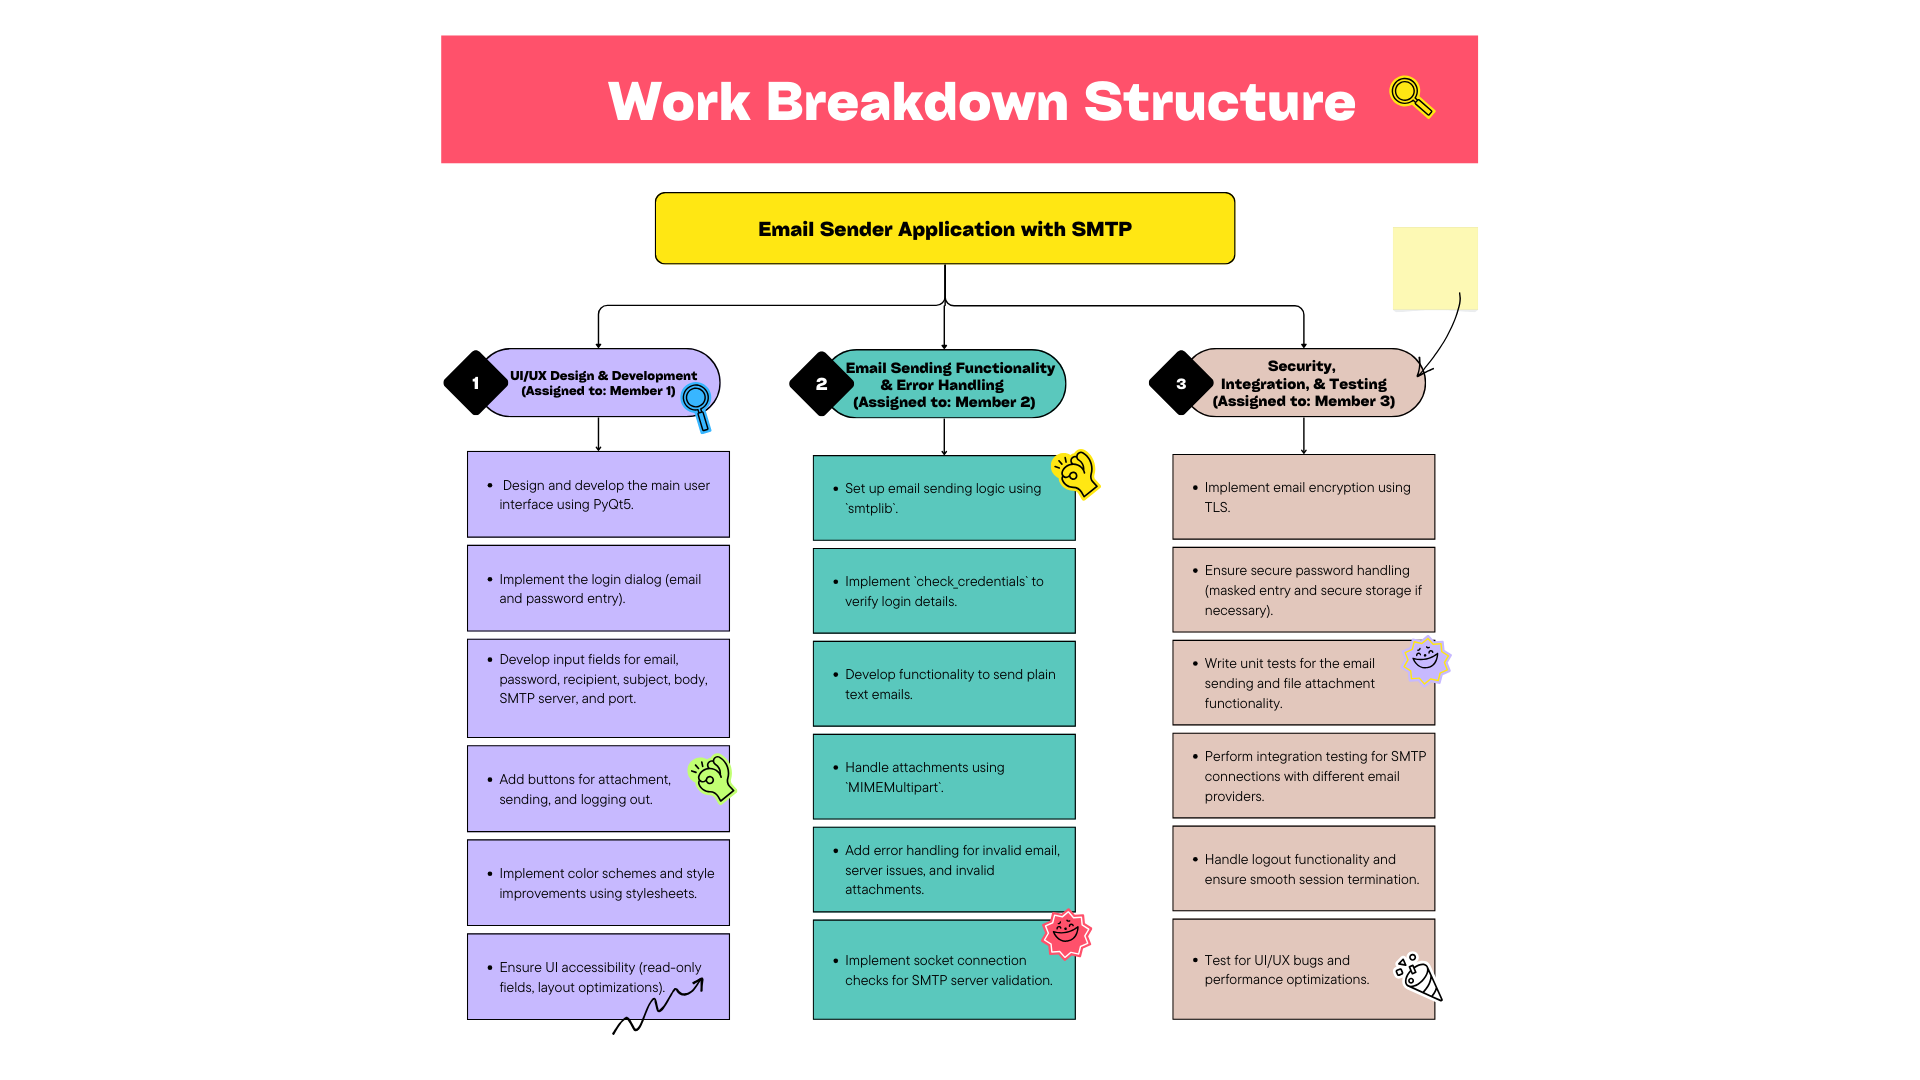 Work Breakdown Structure
Email Sender Application with SMTP
1
UI/UX Design & Development
(Assigned to: Member 1)
• Design and develop the main user
interface using PyQt5.
• Implement the login dialog (email
and password entry).
• Develop input fields for email,
password, recipient, subject, body,
SMTP server, and port.
• Add buttons for attachment,
sending, and logging out.
• Implement color schemes and style
improvements using stylesheets.
• Ensure UI accessibility (read-only
fields, layout optimizations).
2
Email Sending Functionality
& Error Handling
(Assigned to: Member 2)
• Set up email sending logic using
`smtplib`.
• Implement `check_credentials` to
verify login details.
• Develop functionality to send plain
text emails.
• Handle attachments using
`MIMEMultipart`.
• Add error handling for invalid email,
server issues, and invalid
attachments.
• Implement socket connection
checks for SMTP server validation.
3
Security,
Integration, & Testing
(Assigned to: Member 3)
• Implement email encryption using
TLS.
• Ensure secure password handling
(masked entry and secure storage if
necessary).
• Write unit tests for the email
sending and file attachment
functionality.
• Perform integration testing for SMTP
connections with different email
providers.
• Handle logout functionality and
ensure smooth session termination.
• Test for UI/UX bugs and
performance optimizations.